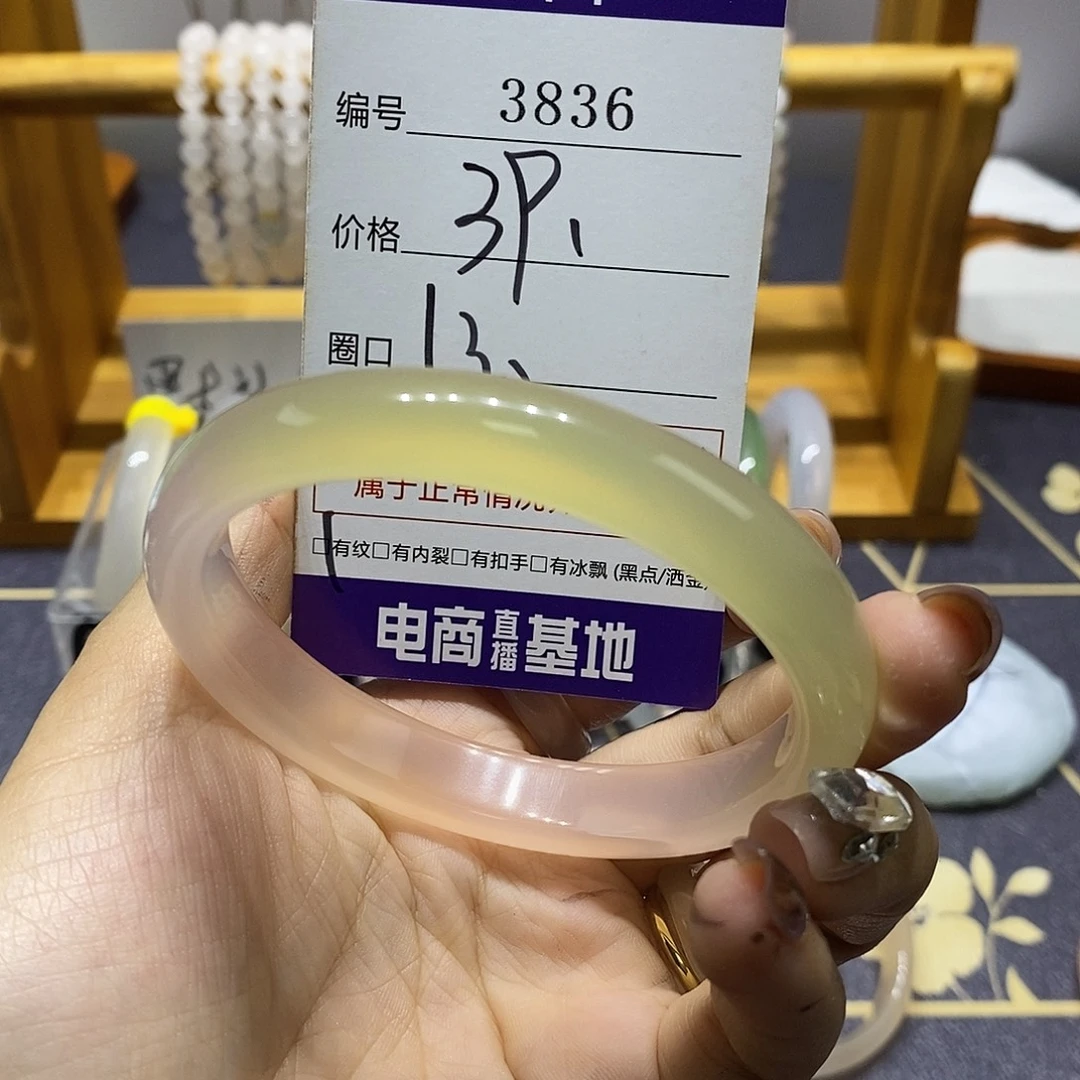 编号 3836
价格 3P、
圈口 13、
属于正常情况
□有纹□有内裂□有扣手□有冰飘(黑点/洒金
电商直播基地